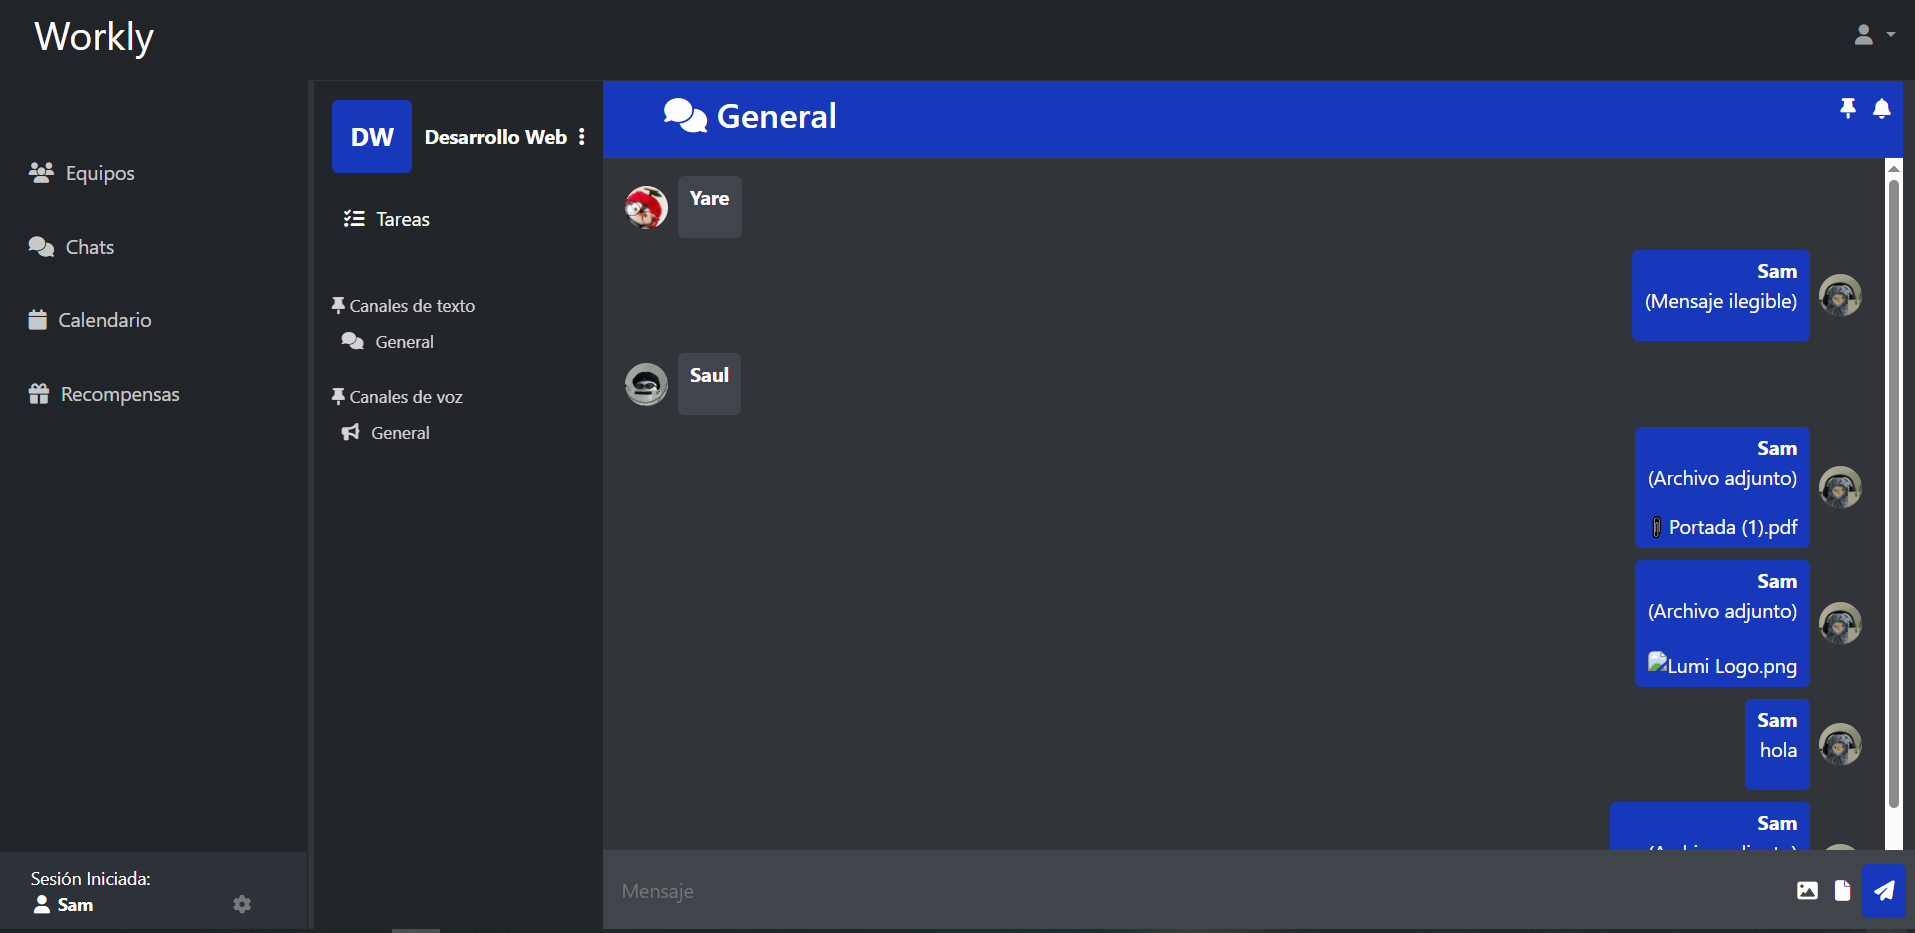 Workly
Equipos
Chats
Calendario
Recompensas
Sesión Iniciada:
Sam
DW
Desarrollo Web
Tareas
Canales de texto
General
Canales de voz
General
General
Yare
Sam
(Mensaje ilegible)
Saul
Sam
(Archivo adjunto)
Portada (1).pdf
Sam
(Archivo adjunto)
Lumi Logo.png
Sam
hola
Sam
Mensaje